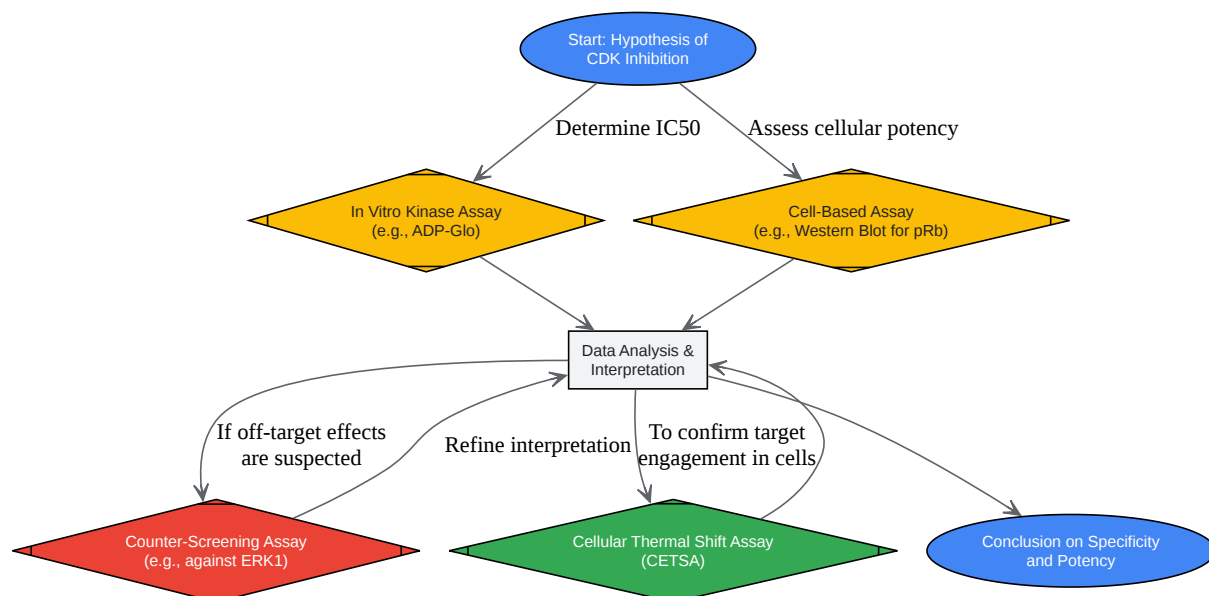 Start: Hypothesis of
CDK Inhibition
Determine IC50
Assess cellular potency
In Vitro Kinase Assay
(e.g., ADP-Glo)
Cell-Based Assay
(e.g., Western Blot for pRb)
Data Analysis &
Interpretation
If off-target effects
are suspected
Refine interpretation
To confirm target
engagement in cells
Counter-Screening Assay
(e.g., against ERK1)
Cellular Thermal Shift Assay
(CETSA)
Conclusion on Specificity
and Potency